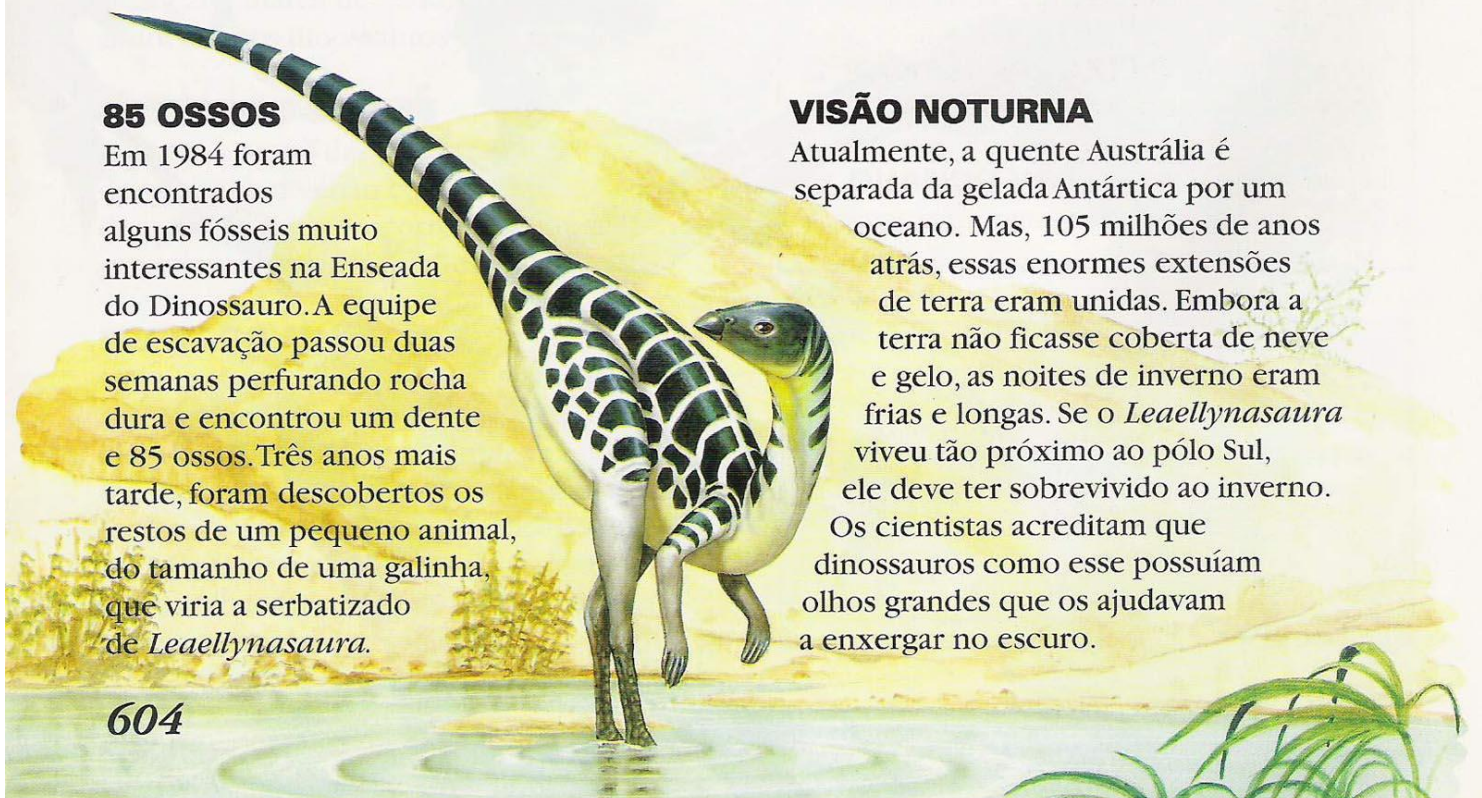 85 OSSOS
Em 1984 foram
encontrados
alguns fósseis muito
interessantes na Enseada
do Dinossauro. A equipe
de escavação passou duas
semanas perfurando rocha
dura e encontrou um dente
e 85 ossos. Três anos mais
tarde, foram descobertos os
restos de um pequeno animal,
do tamanho de uma galinha,
que viria a serbatizado
de Leaellynasaura.
604
VISÃO NOTURNA
Atualmente, a quente Austrália é
separada da gelada Antártica por um
oceano. Mas, 105 milhões de anos
atrás, essas enormes extensões
de terra eram unidas. Embora a
terra não ficasse coberta de neve
e gelo, as noites de inverno eram
frias e longas. Se o Leaellynasaura
viveu tão próximo ao pólo Sul,
ele deve ter sobrevivido ao inverno.
Os cientistas acreditam que
dinossauros como esse possuíam
olhos grandes que os ajudavam
a enxergar no escuro.